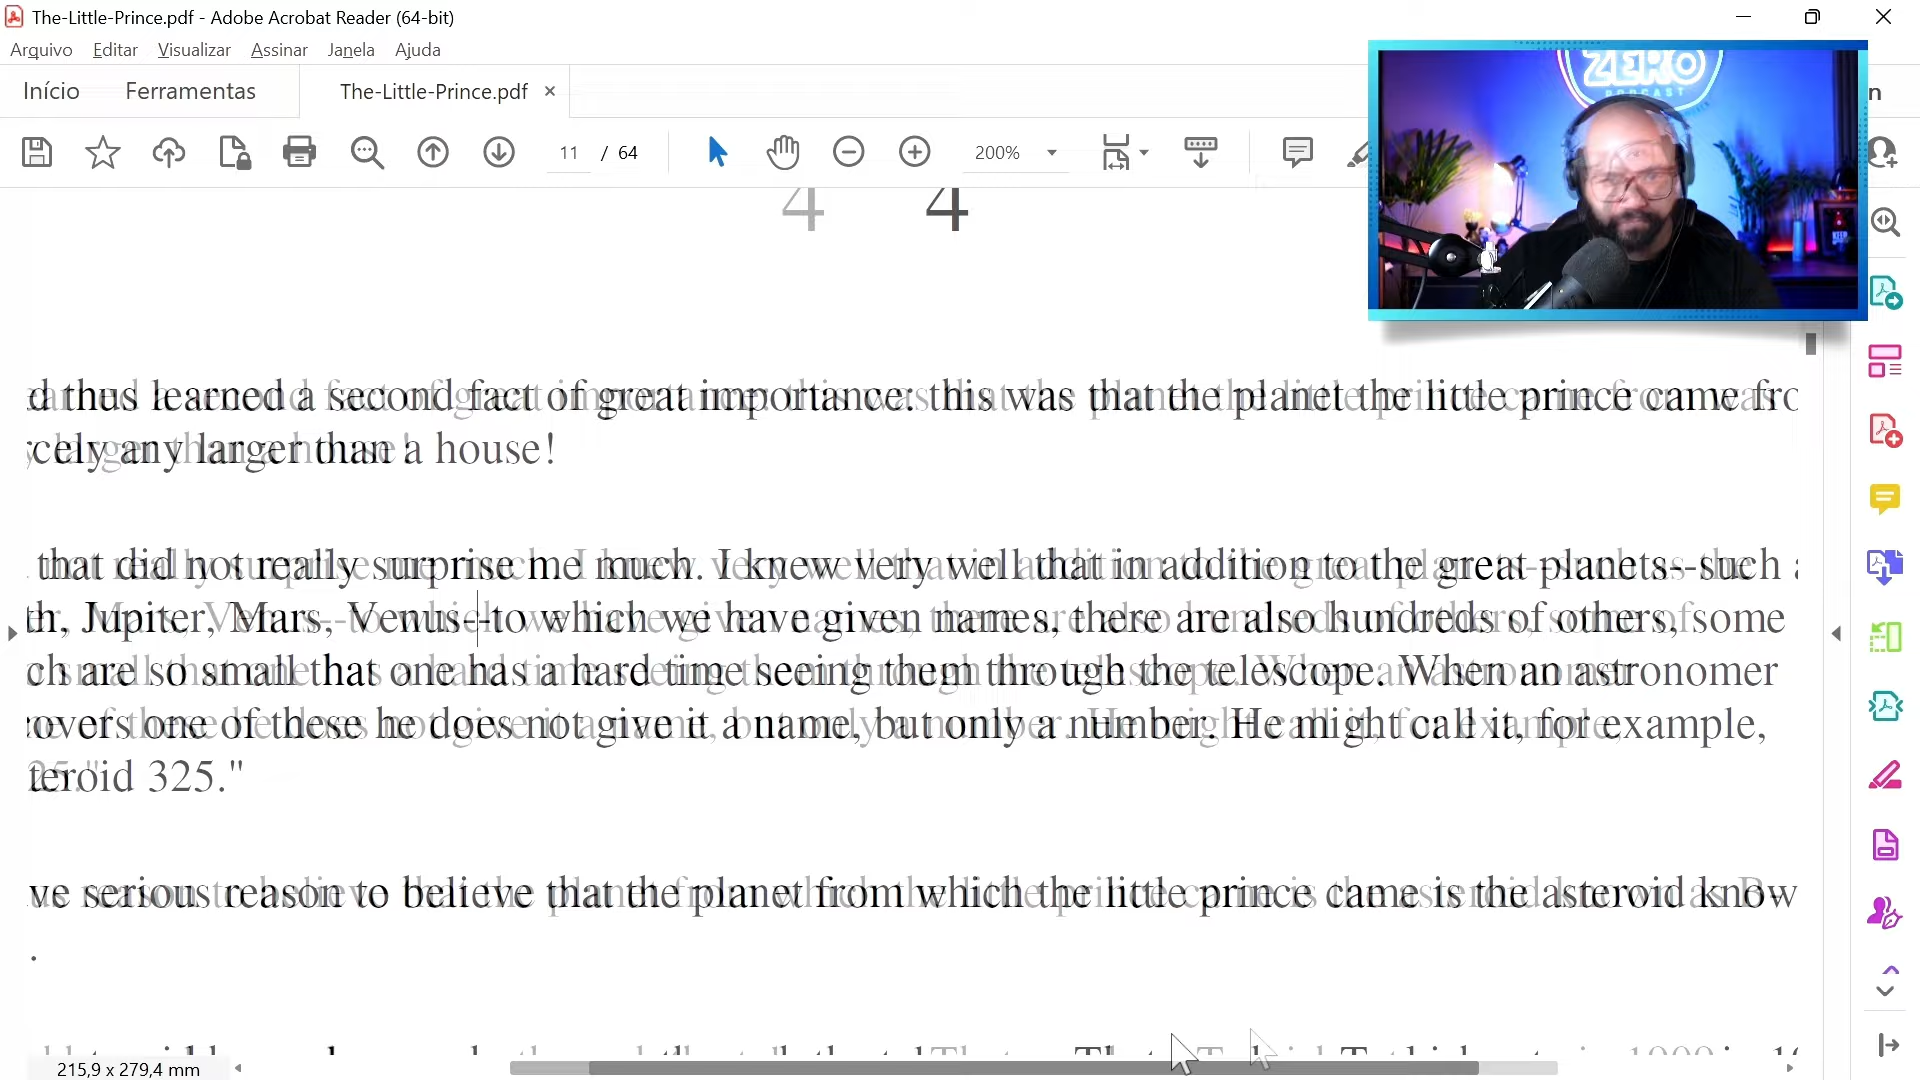 The-Little-Prince.pdf - Adobe Acrobat Reader (64-bit)
Arquivo Editar Visualizar Assinar Janela Ajuda
Início Ferramentas The-Little-Prince.pdf
11 / 64 200%
ZERO
PODCAST
4 4
d thus learned a second fact of great importance: this was that the planet the little prince came fro
cely any larger than a house!
that did not really surprise me much. I knew very well that in addition to the great planets--such a
th, Jupiter, Mars, Venus--to which we have given names, there are also hundreds of others, some
ch are so small that one has a hard time seeing them through the telescope. When an astronomer
overs one of these he does not give it a name, but only a number. He might call it, for example,
teroid 325."
ve serious reason to believe that the planet from which the little prince came is the asteroid know
.
215,9 x 279,4 mm